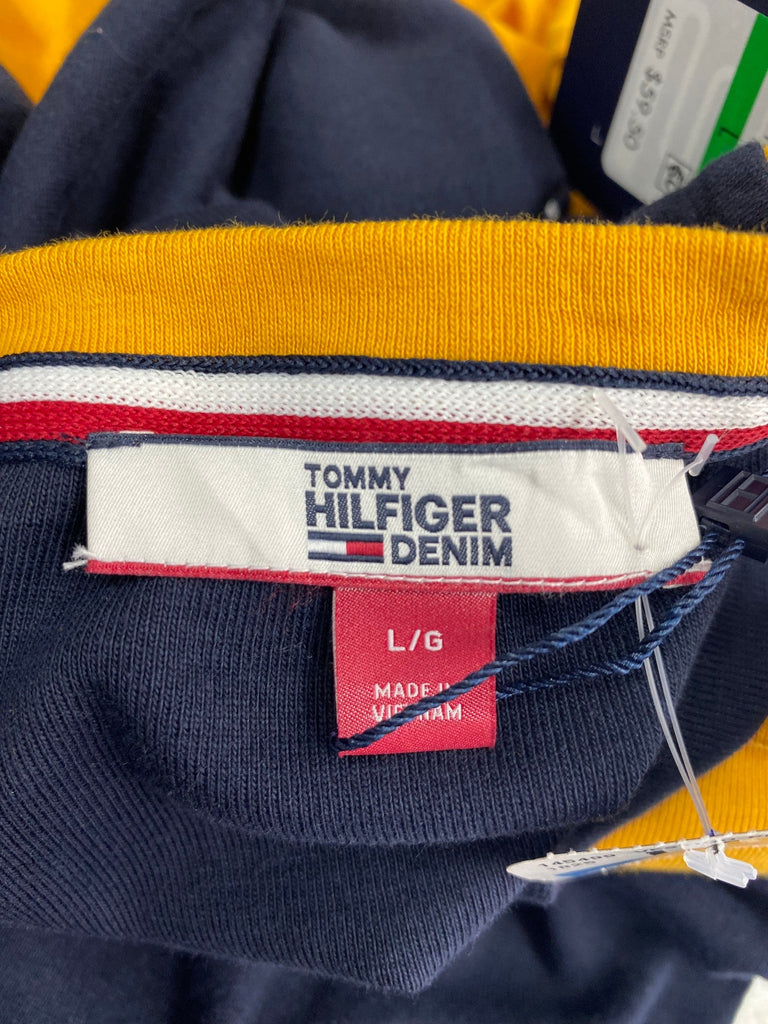 MSRP $59.50
L
TOMMY
HILFIGER
DENIM
L/G
MADE IN
VIETNAM